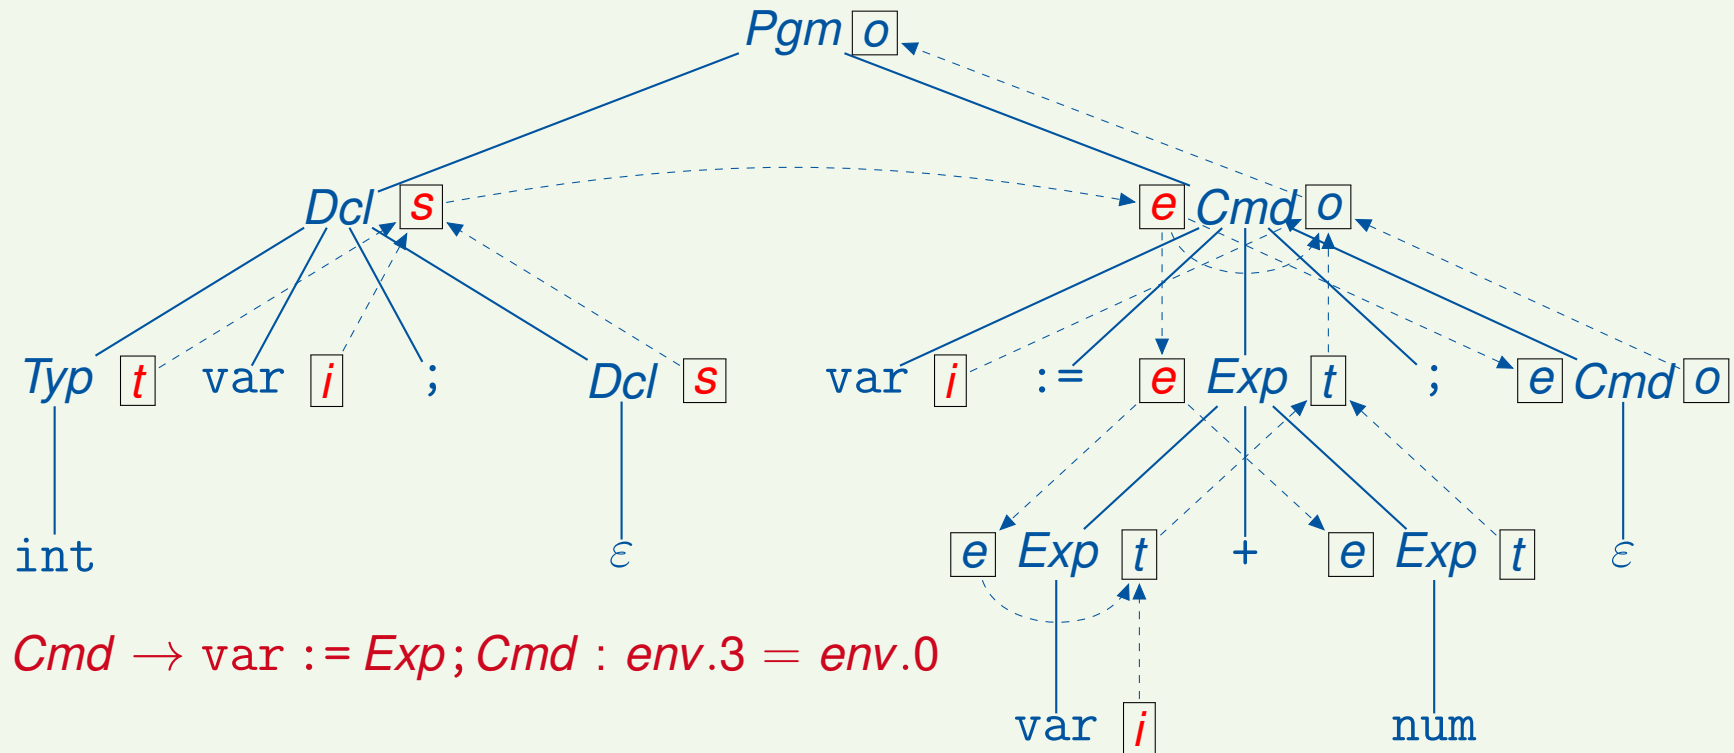 Pgm o
Dcl s e Cmd o
Typ t var i ; Dcl s var i := e Exp t ; e Cmd o
int ε e Exp t + e Exp t ε
Cmd → var := Exp; Cmd : env.3 = env.0
var i num